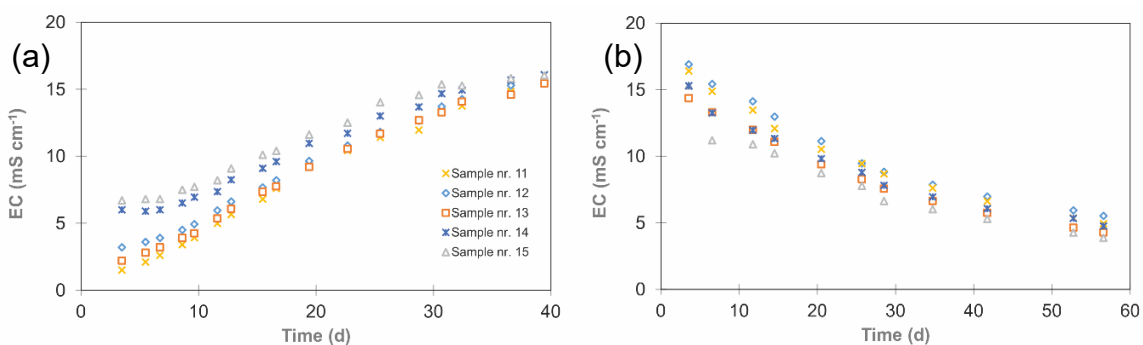 (a)
20
15
10
5
0
EC (mS cm⁻¹)
0 10 20 30 40
Time (d)
Sample nr. 11
Sample nr. 12
Sample nr. 13
Sample nr. 14
Sample nr. 15
(b)
20
15
10
5
0
EC (mS cm⁻¹)
0 10 20 30 40 50 60
Time (d)